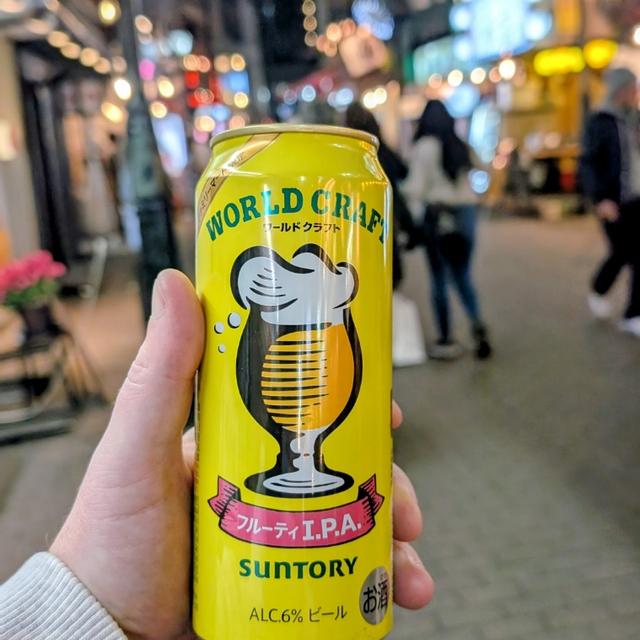 WORLD CRAFT
ワールドクラフト
フルーティ I.P.A.
SUNTORY
お酒
ALC.6% ビール